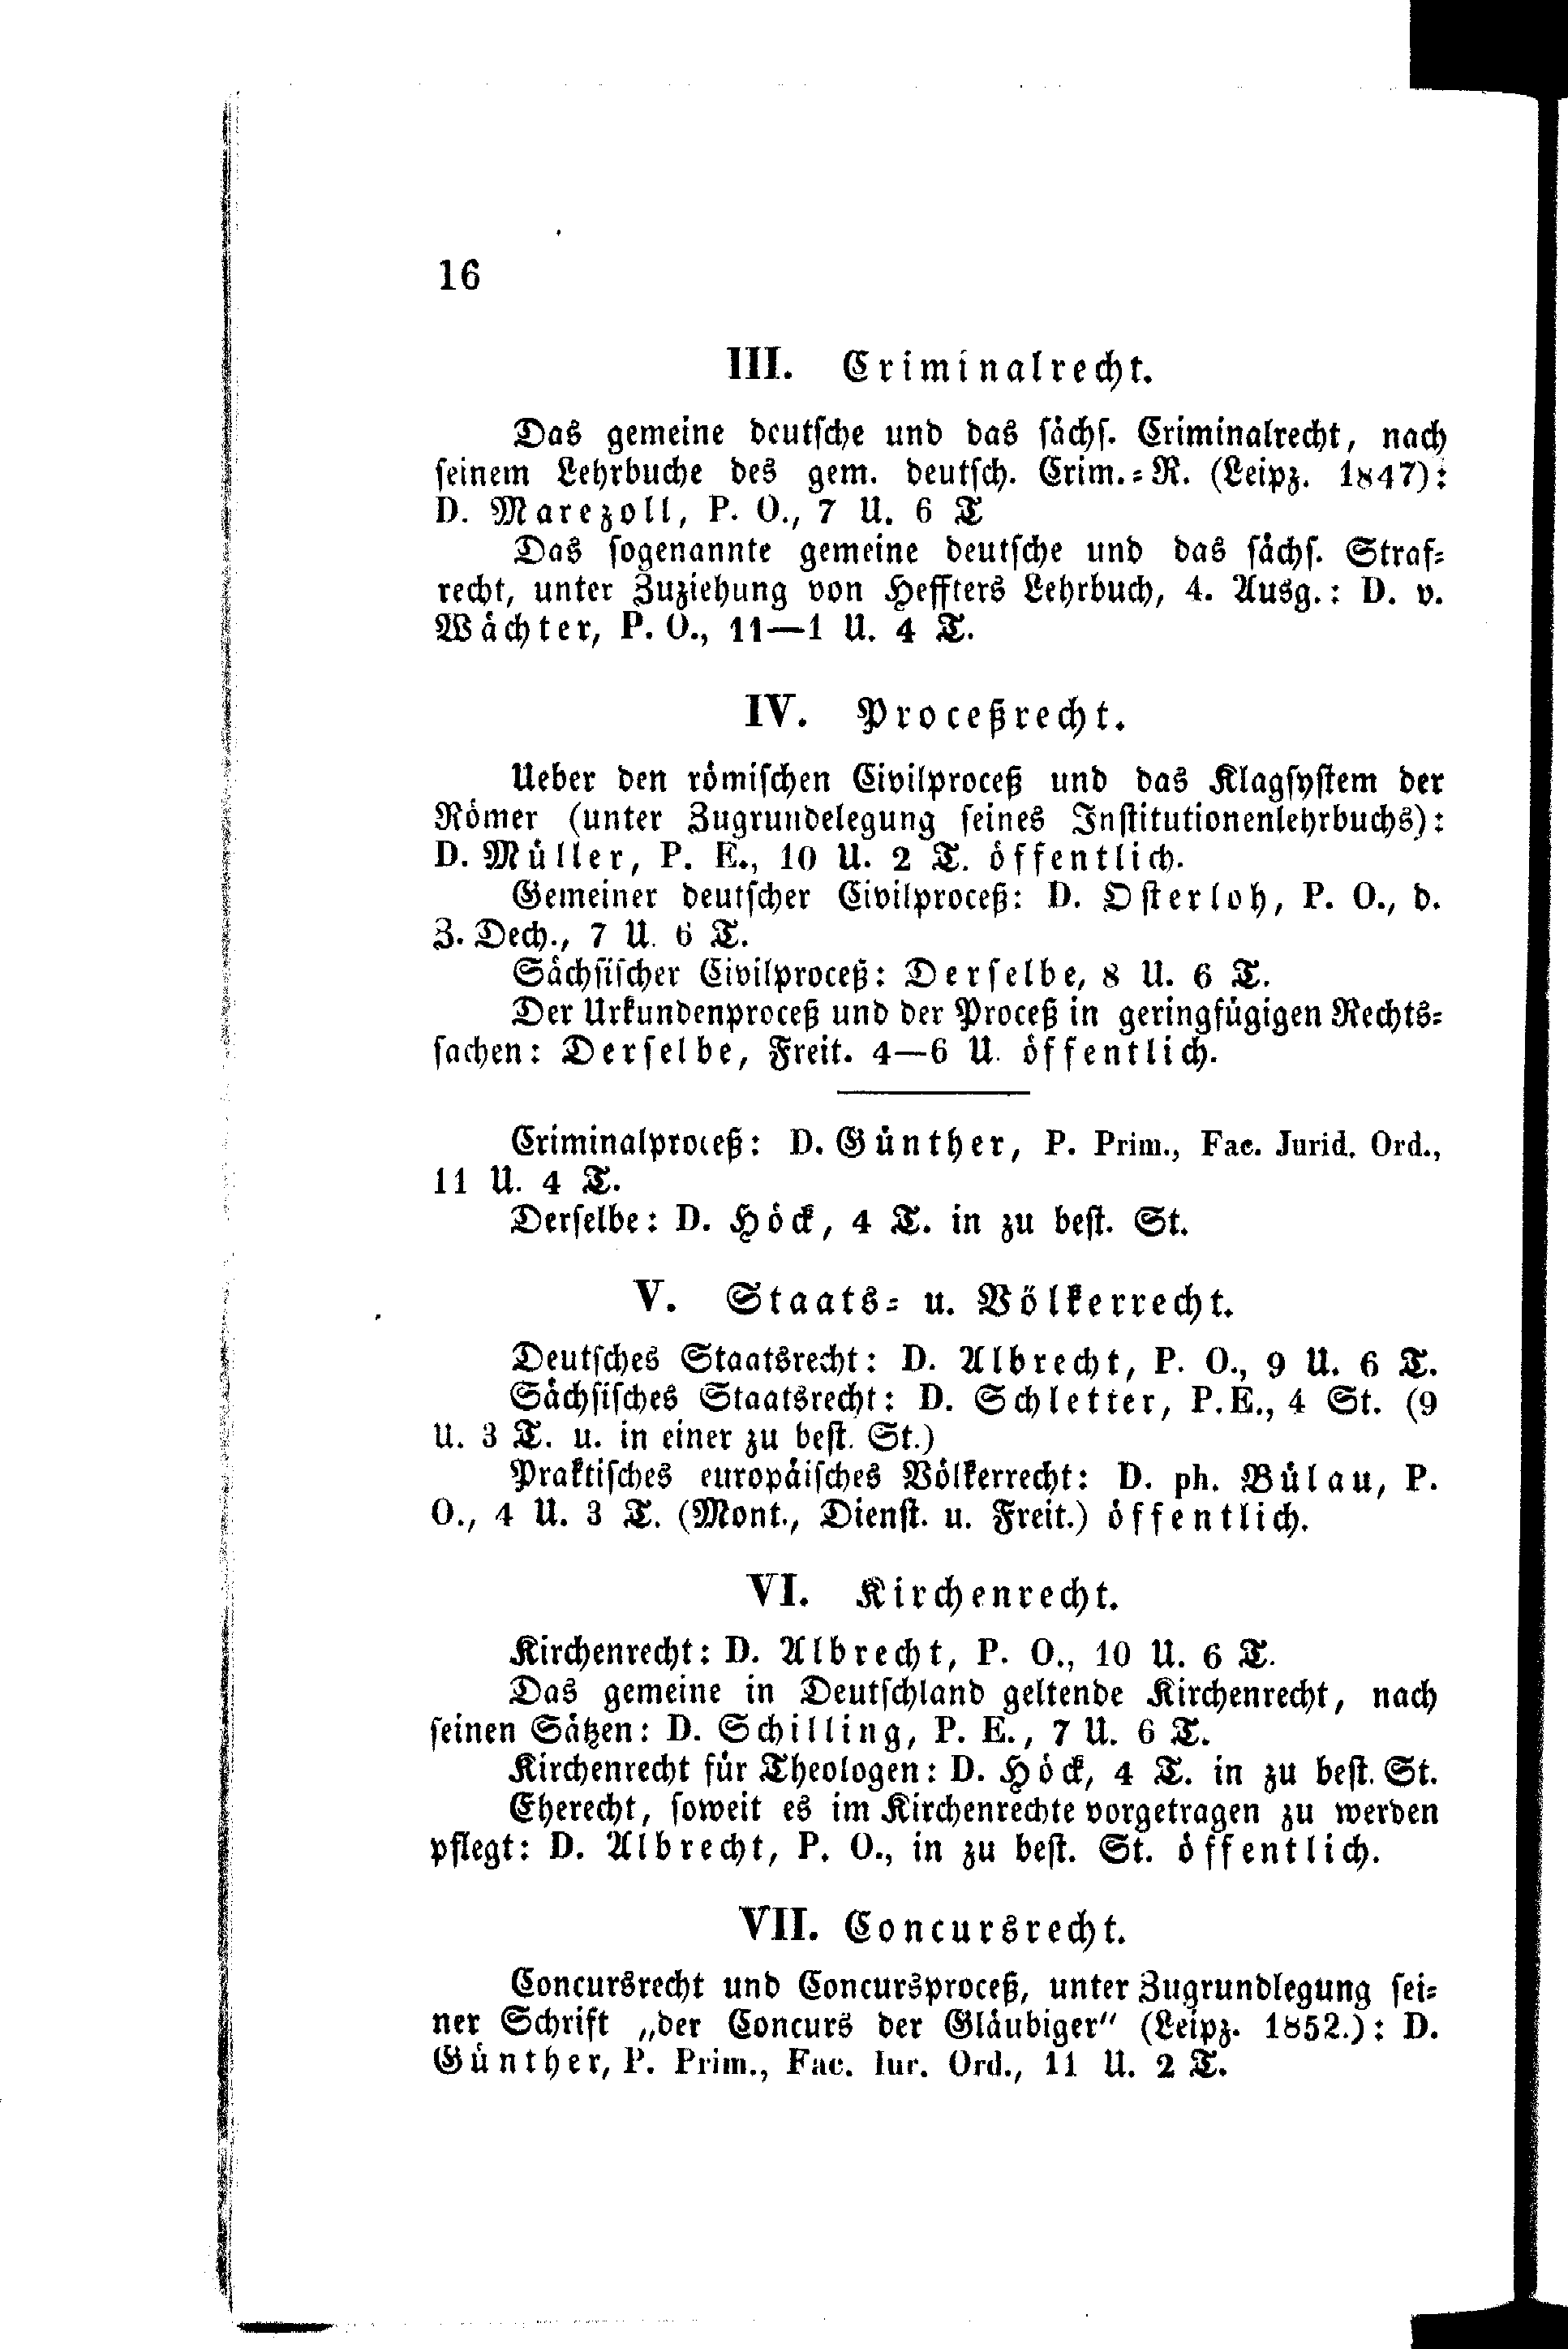 16
III. Criminalrecht.
Das gemeine deutsche und das sächs. Criminalrecht, nach
seinem Lehrbuche des gem. deutsch. Crim.=R. (Leipz. 1847):
D. Marezoll, P. O., 7 U. 6 T
Das sogenannte gemeine deutsche und das sächs. Straf=
recht, unter Zuziehung von Heffters Lehrbuch, 4. Ausg.: D. v.
Wächter, P. O., 11—1 U. 4 T.
IV. Proceßrecht.
Ueber den römischen Civilproceß und das Klagsystem der
Römer (unter Zugrundelegung seines Institutionenlehrbuchs):
D. Müller, P. E., 10 U. 2 T. öffentlich.
Gemeiner deutscher Civilproceß: D. Osterloh, P. O., d.
Z. Dech., 7 U. 6 T.
Sächsischer Civilproceß: Derselbe, 8 U. 6 T.
Der Urkundenproceß und der Proceß in geringfügigen Rechts=
sachen: Derselbe, Freit. 4—6 U. öffentlich.
Criminalproceß: D. Günther, P. Prim., Fac. Jurid. Ord.,
11 U. 4 T.
Derselbe: D. Höck, 4 T. in zu best. St.
V. Staats= u. Völkerrecht.
Deutsches Staatsrecht: D. Albrecht, P. O., 9 U. 6 T.
Sächsisches Staatsrecht: D. Schletter, P. E., 4 St. (9
U. 3 T. u. in einer zu best. St.)
Praktisches europäisches Völkerrecht: D. ph. Bülau, P.
O., 4 U. 3 T. (Mont., Dienst. u. Freit.) öffentlich.
VI. Kirchenrecht.
Kirchenrecht: D. Albrecht, P. O., 10 U. 6 T.
Das gemeine in Deutschland geltende Kirchenrecht, nach
seinen Sätzen: D. Schilling, P. E., 7 U. 6 T.
Kirchenrecht für Theologen: D. Höck, 4 T. in zu best. St.
Eherecht, soweit es im Kirchenrechte vorgetragen zu werden
pflegt: D. Albrecht, P. O., in zu best. St. öffentlich.
VII. Concursrecht.
Concursrecht und Concursproceß, unter Zugrundlegung sei=
ner Schrift „der Concurs der Gläubiger“ (Leipz. 1852.): D.
Günther, P. Prim., Fac. Iur. Ord., 11 U. 2 T.